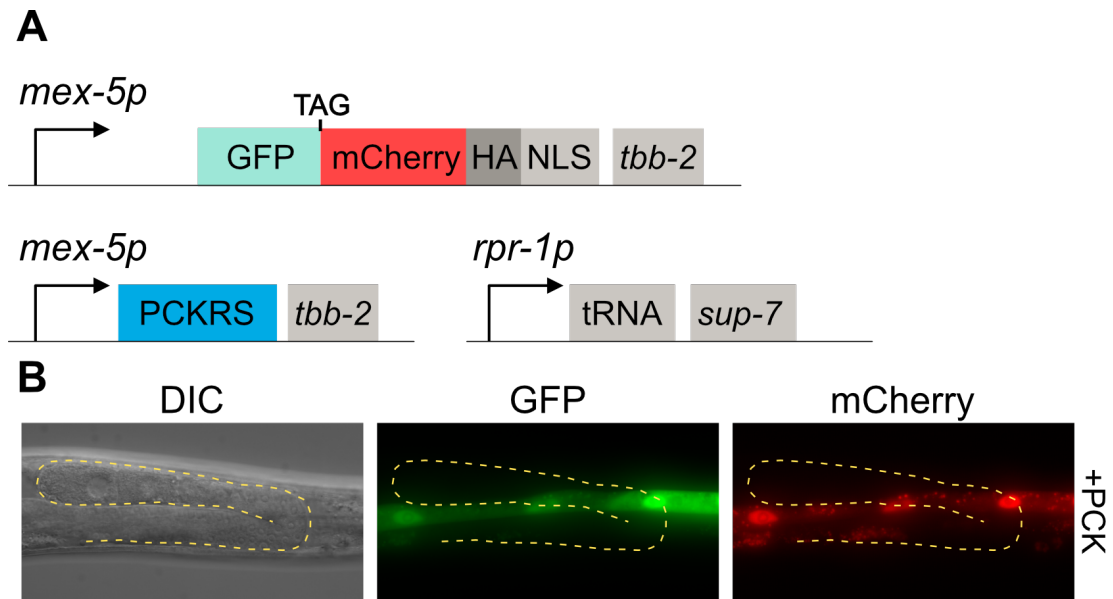 A
mex-5p
TAG
GFP mCherry HA NLS tbb-2
mex-5p rpr-1p
PCKRS tbb-2 tRNA sup-7
B
DIC GFP mCherry
+PCK